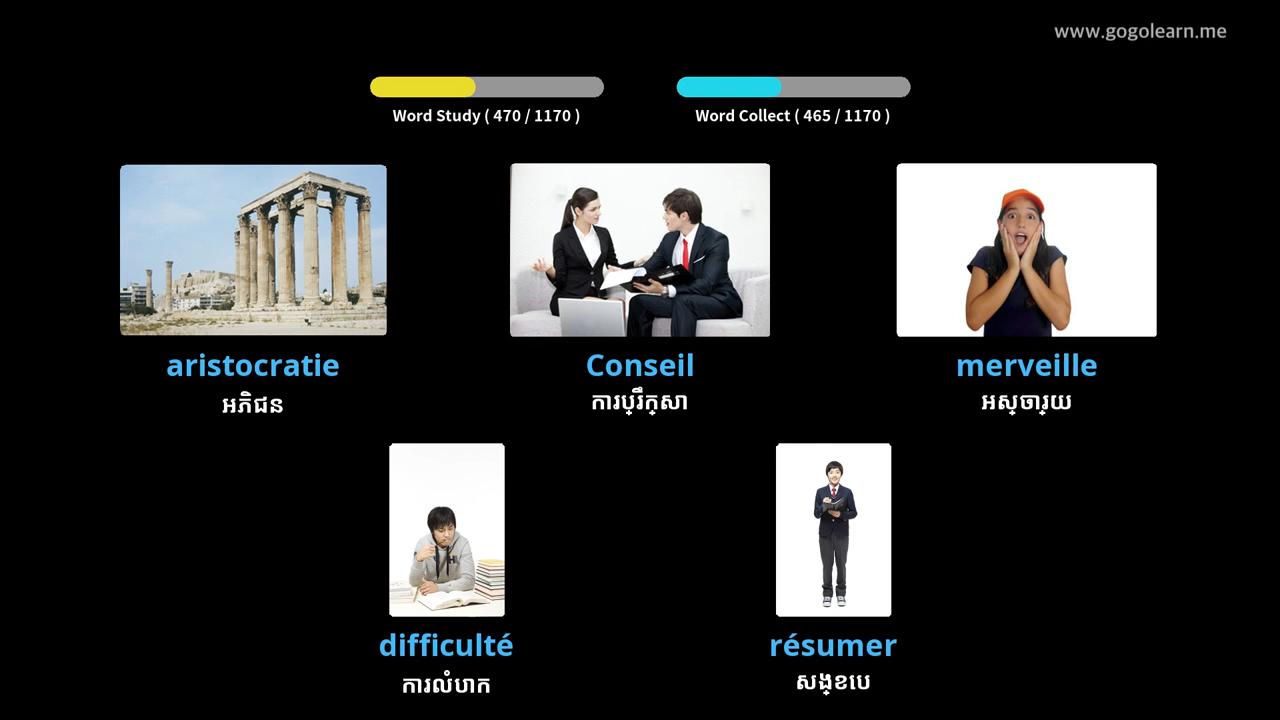 www.gogolearn.me
Word Study ( 470 / 1170 )
Word Collect ( 465 / 1170 )
aristocratie
អភិជន
Conseil
ការប្រឹក្សា
merveille
អស្ចារ្យ
difficulté
ការលំបាក
résumer
សង្ខេប